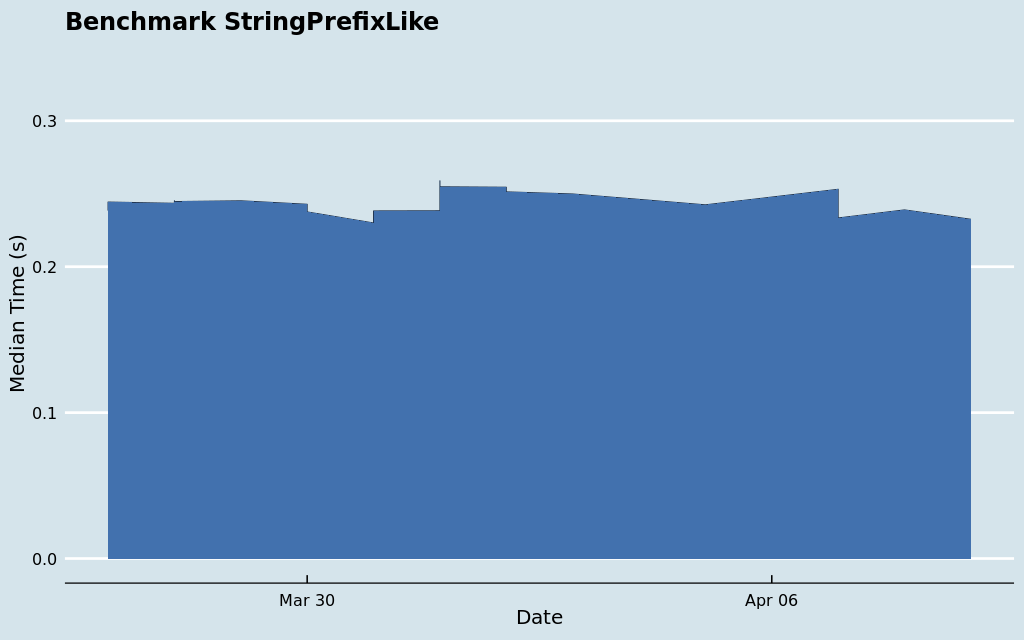 Benchmark StringPrefixLike
0.3
0.2
0.1
0.0
Median Time (s)
Mar 30
Apr 06
Date